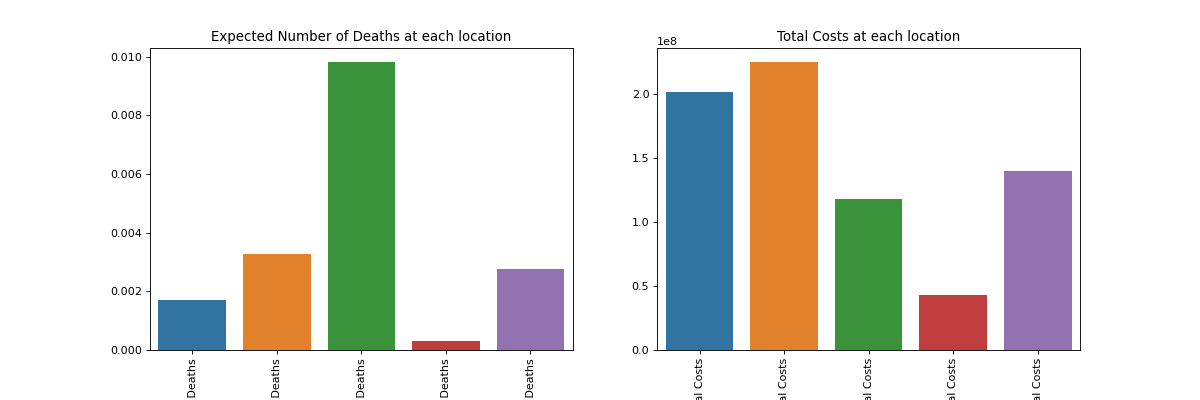 Expected Number of Deaths at each location
0.010
0.008
0.006
0.004
0.002
0.000
Deaths
Deaths
Deaths
Deaths
Deaths
Total Costs at each location
1e8
2.0
1.5
1.0
0.5
0.0
al Costs
al Costs
al Costs
al Costs
al Costs